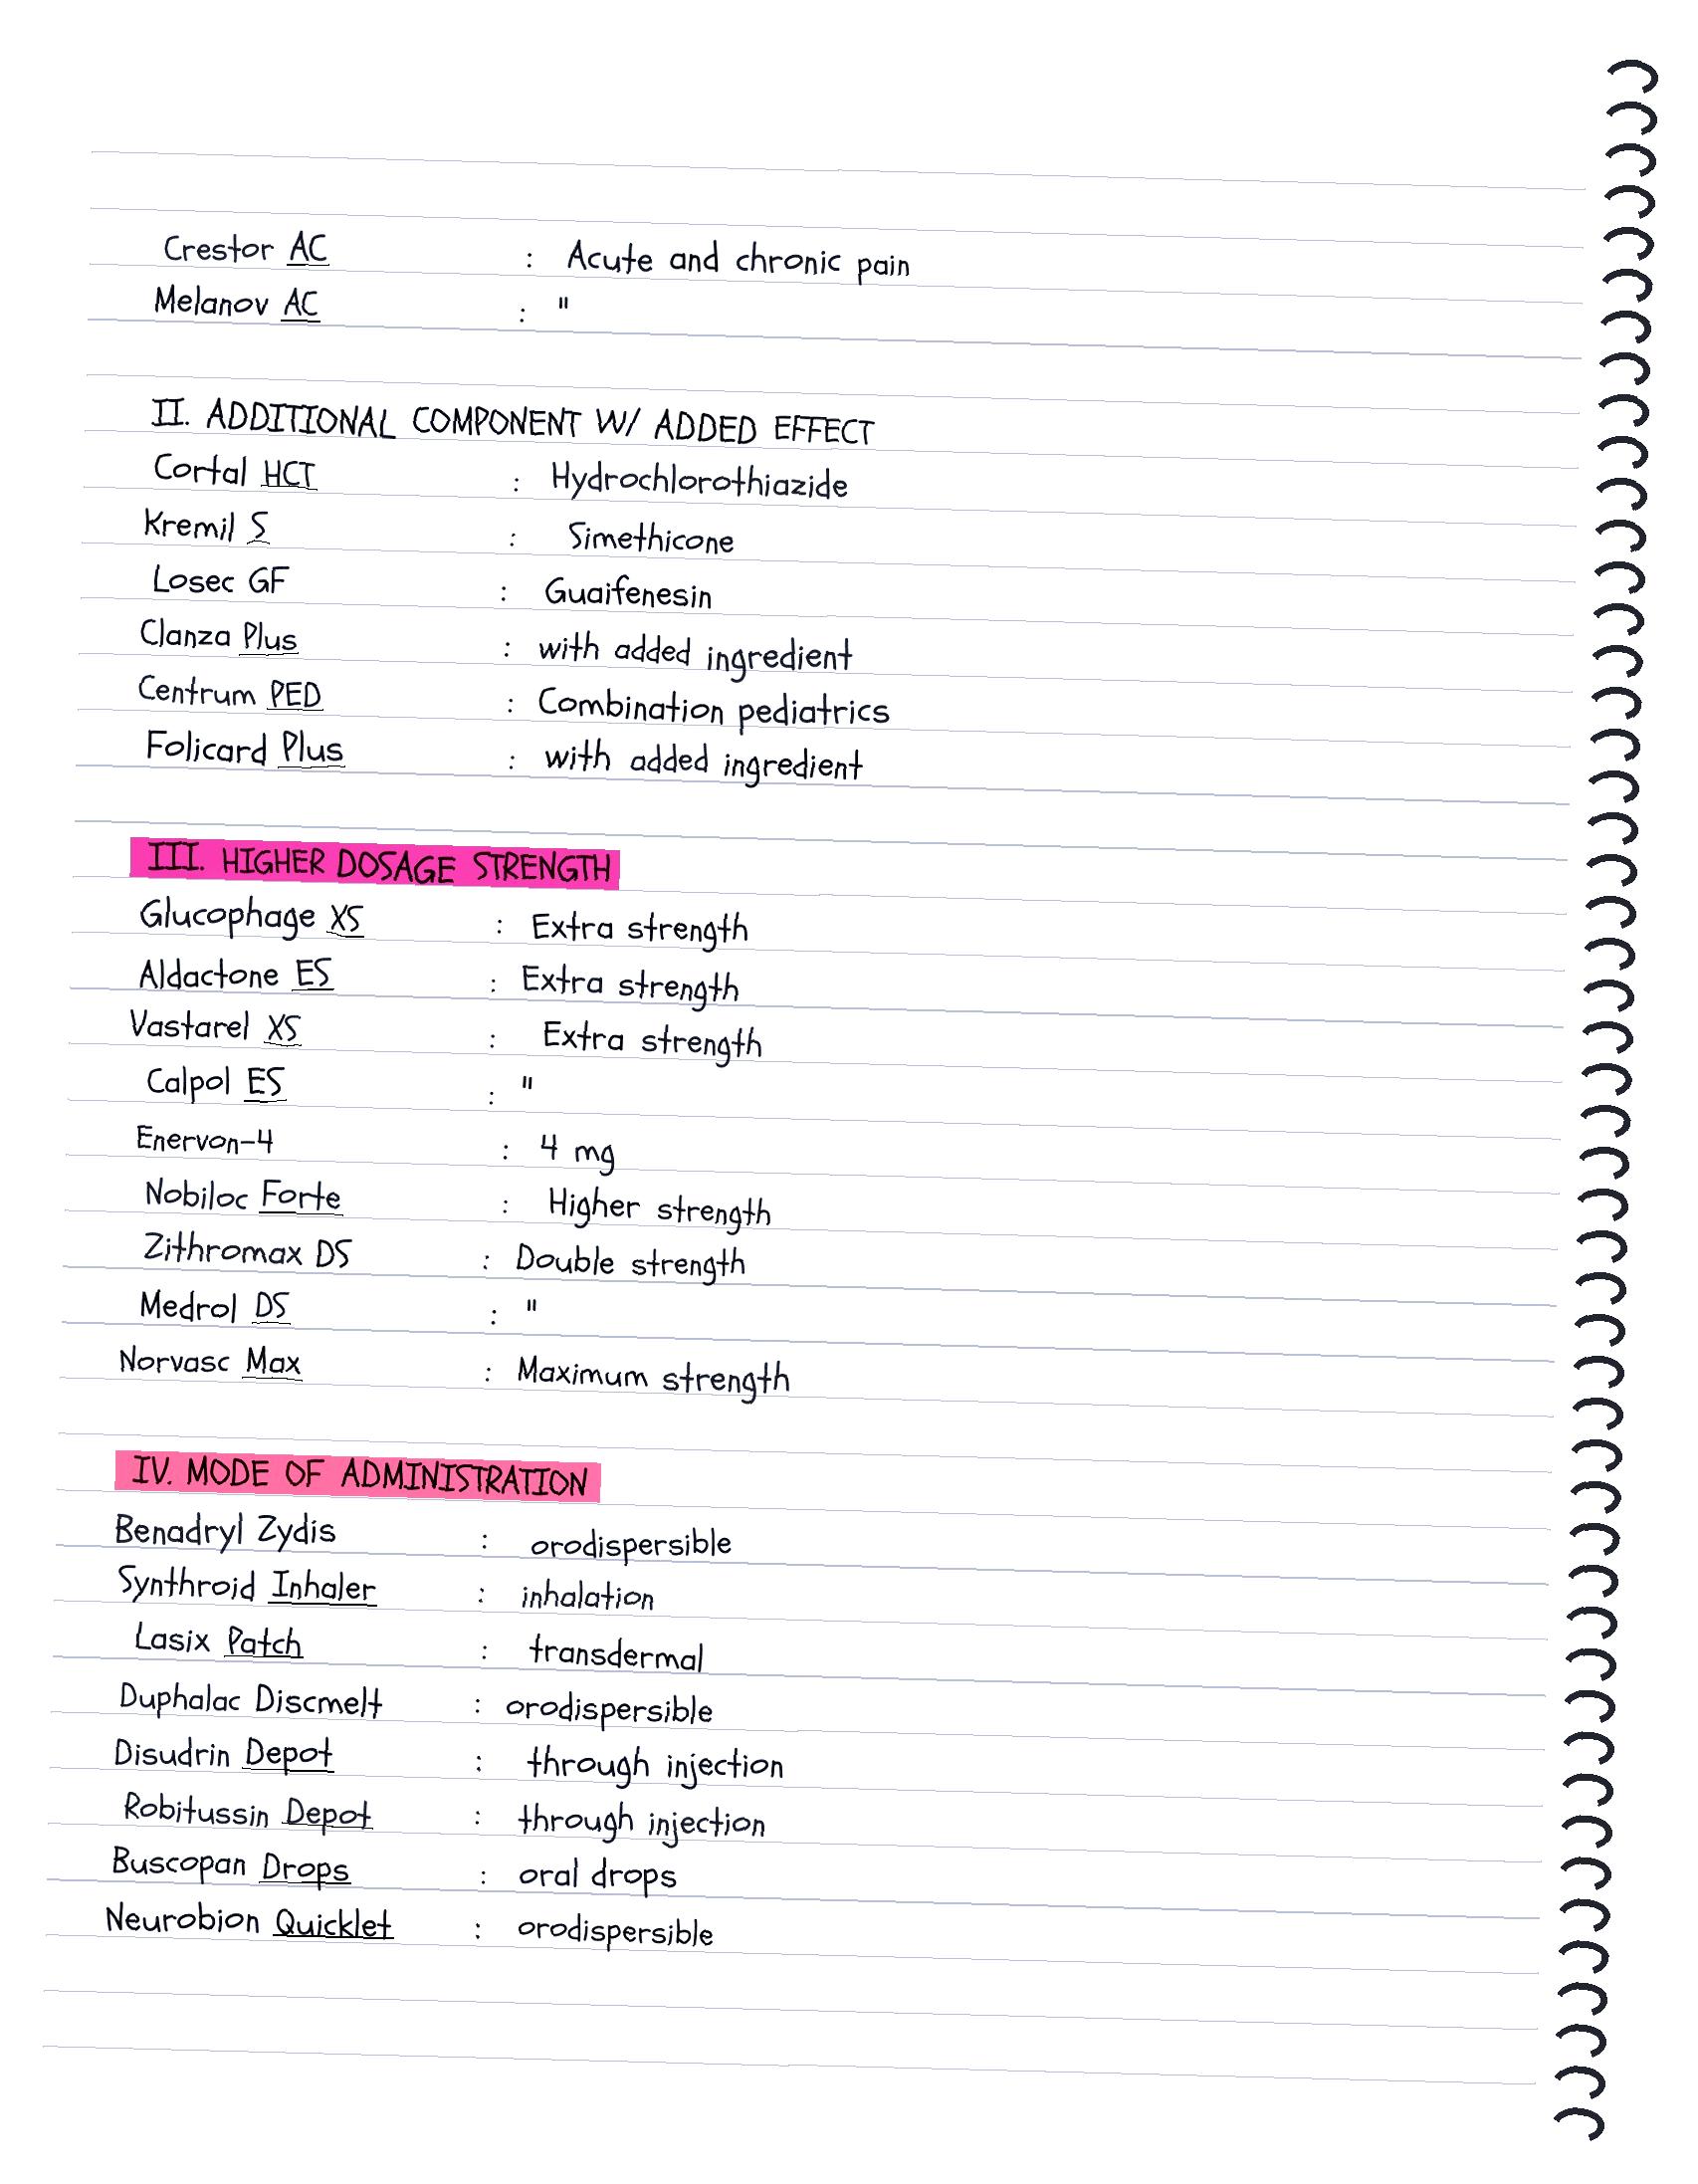 Crestor AC : Acute and chronic pain
Melanov AC : "
II. ADDITIONAL COMPONENT W/ ADDED EFFECT
Cortal HCT : Hydrochlorothiazide
Kremil S : Simethicone
Losec GF : Guaifenesin
Clanza Plus : with added ingredient
Centrum PED : Combination pediatrics
Folicard Plus : with added ingredient
III. HIGHER DOSAGE STRENGTH
Glucophage XS : Extra strength
Aldactone ES : Extra strength
Vastarel XS : Extra strength
Calpol ES : "
Enervon-4 : 4 mg
Nobiloc Forte : Higher strength
Zithromax DS : Double strength
Medrol DS : "
Norvasc Max : Maximum strength
IV. MODE OF ADMINISTRATION
Benadryl Zydis : orodispersible
Synthroid Inhaler : inhalation
Lasix Patch : transdermal
Duphalac Discmelt : orodispersible
Disudrin Depot : through injection
Robitussin Depot : through injection
Buscopan Drops : oral drops
Neurobion Quicklet : orodispersible